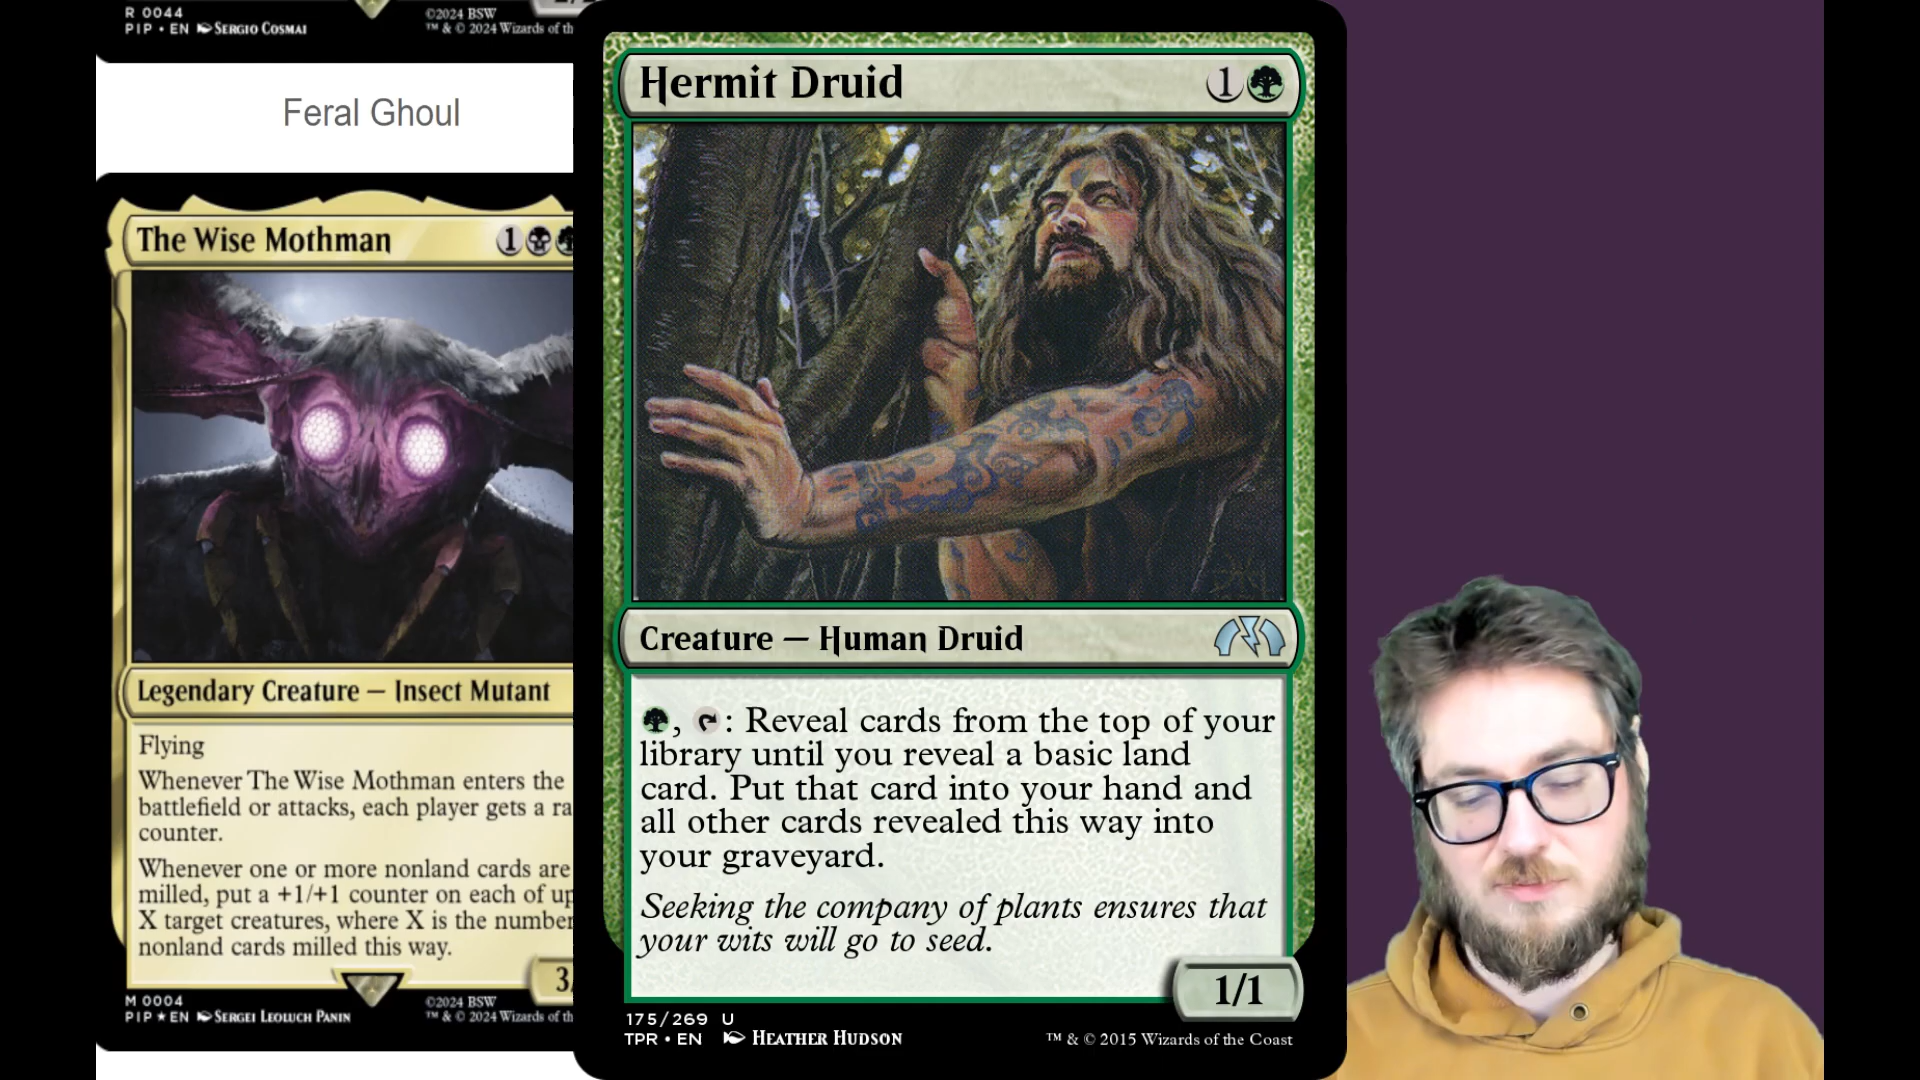 R 0044
PIP • EN SERGIO COSMAI
©2024 BSW
™ & © 2024 Wizards of th
Feral Ghoul
The Wise Mothman
1
Legendary Creature — Insect Mutant
Flying
Whenever The Wise Mothman enters the
battlefield or attacks, each player gets a ra
counter.
Whenever one or more nonland cards are
milled, put a +1/+1 counter on each of up
X target creatures, where X is the number
nonland cards milled this way.
3/
M 0004
PIP ★ EN SERGEI LEOLUCH PANIN
©2024 BSW
™ & © 2024 Wizards of th
Hermit Druid
1
Creature — Human Druid
: Reveal cards from the top of your
library until you reveal a basic land
card. Put that card into your hand and
all other cards revealed this way into
your graveyard.
Seeking the company of plants ensures that
your wits will go to seed.
1/1
175/269 U
TPR • EN HEATHER HUDSON
™ & © 2015 Wizards of the Coast